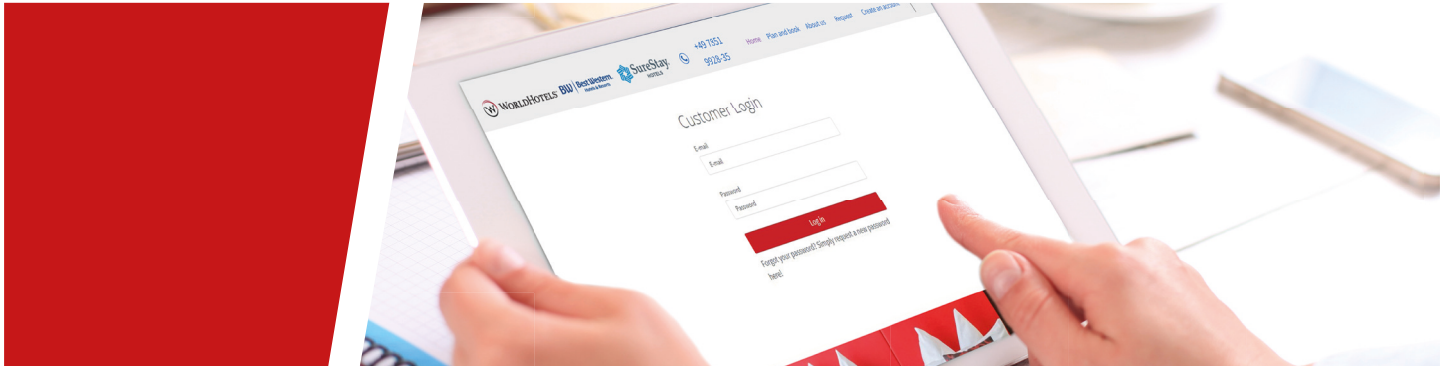 WORLDHOTELS
BW | Best Western
Hotels & Resorts
SureStay
HOTELS
+49 7351
9928-35
Home Plan and book About us Request Create an account
Customer Login
E-mail
E-mail
Password
Password
Log in
Forgot your password? Simply request a new password
here!